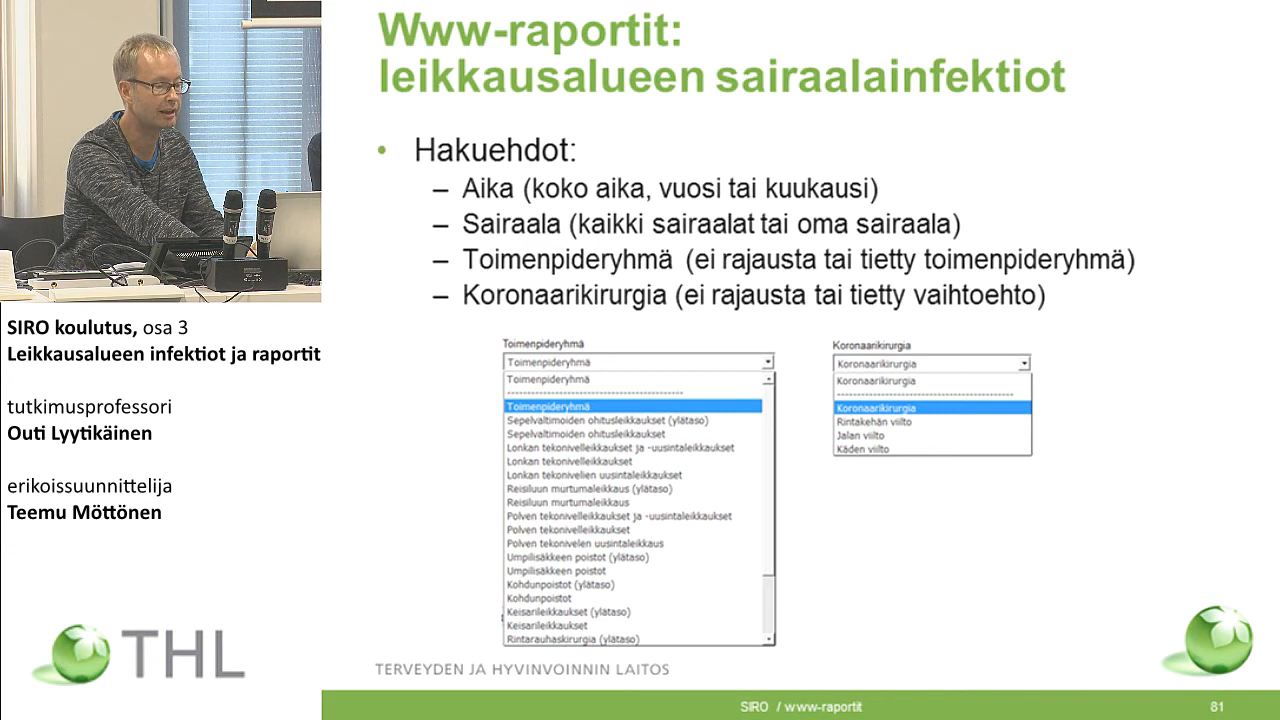 Www-raportit:
leikkausalueen sairaalainfektiot
• Hakuehdot:
– Aika (koko aika, vuosi tai kuukausi)
– Sairaala (kaikki sairaalat tai oma sairaala)
– Toimenpideryhmä (ei rajausta tai tietty toimenpideryhmä)
– Koronaarikirurgia (ei rajausta tai tietty vaihtoehto)
Toimenpideryhmä
Toimenpideryhmä
Toimenpideryhmä
Toimenpideryhmä
Sepelvaltimoiden ohitusleikkaukset (ylätaso)
Sepelvaltimoiden ohitusleikkaukset
Lonkan tekonivelleikkaukset ja -uusintaleikkaukset
Lonkan tekonivelleikkaukset
Lonkan tekonivelien uusintaleikkaukset
Reisiluun murtumaleikkaus (ylätaso)
Reisiluun murtumaleikkaus
Polven tekonivelleikkaukset ja -uusintaleikkaukset
Polven tekonivelleikkaukset
Polven tekonivelen uusintaleikkaus
Umpilisäkkeen poistot (ylätaso)
Umpilisäkkeen poistot
Kohdunpoistot (ylätaso)
Kohdunpoistot
Keisarileikkaukset (ylätaso)
Keisarileikkaukset
Rintarauhaskirurgia (ylätaso)
Koronaarikirurgia
Koronaarikirurgia
Koronaarikirurgia
Koronaarikirurgia
Rintakehän viilto
Jalan viilto
Käden viilto
SIRO koulutus, osa 3
Leikkausalueen infektiot ja raportit
tutkimusprofessori
Outi Lyytikäinen
erikoissuunnittelija
Teemu Möttönen
THL
TERVEYDEN JA HYVINVOINNIN LAITOS
SIRO / www-raportit
81